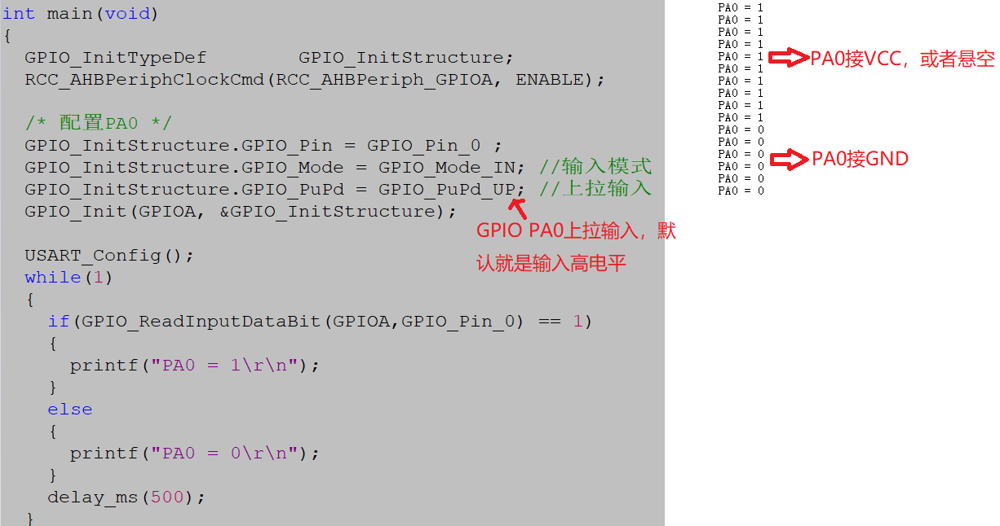 int main(void)
{
GPIO_InitTypeDef GPIO_InitStructure;
RCC_AHBPeriphClockCmd(RCC_AHBPeriph_GPIOA, ENABLE);
/* 配置PA0 */
GPIO_InitStructure.GPIO_Pin = GPIO_Pin_0 ;
GPIO_InitStructure.GPIO_Mode = GPIO_Mode_IN; //输入模式
GPIO_InitStructure.GPIO_PuPd = GPIO_PuPd_UP; //上拉输入
GPIO_Init(GPIOA, &GPIO_InitStructure);
GPIO PA0上拉输入，默
认就是输入高电平
USART_Config();
while(1)
{
if(GPIO_ReadInputDataBit(GPIOA,GPIO_Pin_0) == 1)
{
printf("PA0 = 1\r\n");
}
else
{
printf("PA0 = 0\r\n");
}
delay_ms(500);
}
PA0 = 1
PA0 = 1
PA0 = 1
PA0 = 1
PA0 = 1 PA0接VCC，或者悬空
PA0 = 1
PA0 = 1
PA0 = 1
PA0 = 1
PA0 = 1
PA0 = 0
PA0 = 0
PA0 = 0 PA0接GND
PA0 = 0
PA0 = 0
PA0 = 0